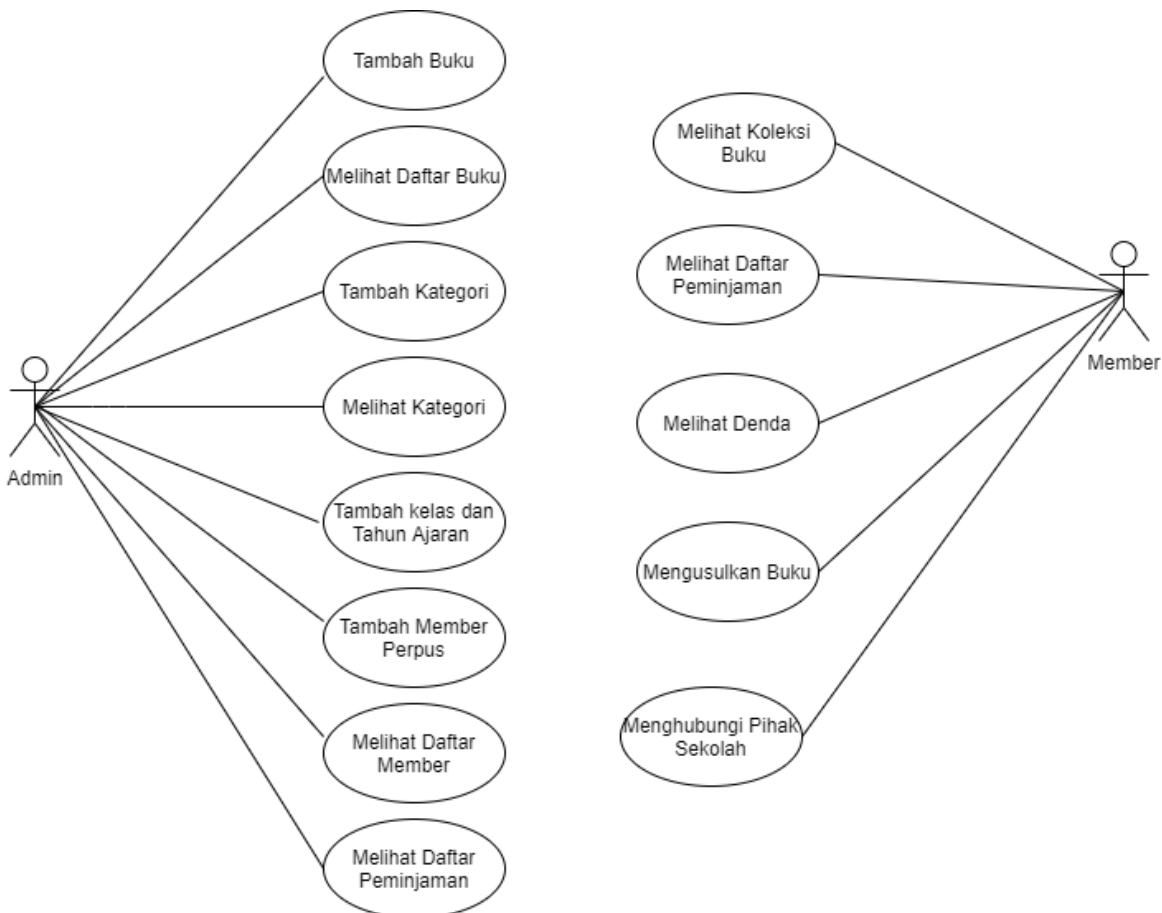 Tambah Buku
Melihat Daftar Buku
Tambah Kategori
Melihat Kategori
Admin
Tambah kelas dan
Tahun Ajaran
Tambah Member
Perpus
Melihat Daftar
Member
Melihat Daftar
Peminjaman
Melihat Koleksi
Buku
Melihat Daftar
Peminjaman
Member
Melihat Denda
Mengusulkan Buku
Menghubungi Pihak
Sekolah